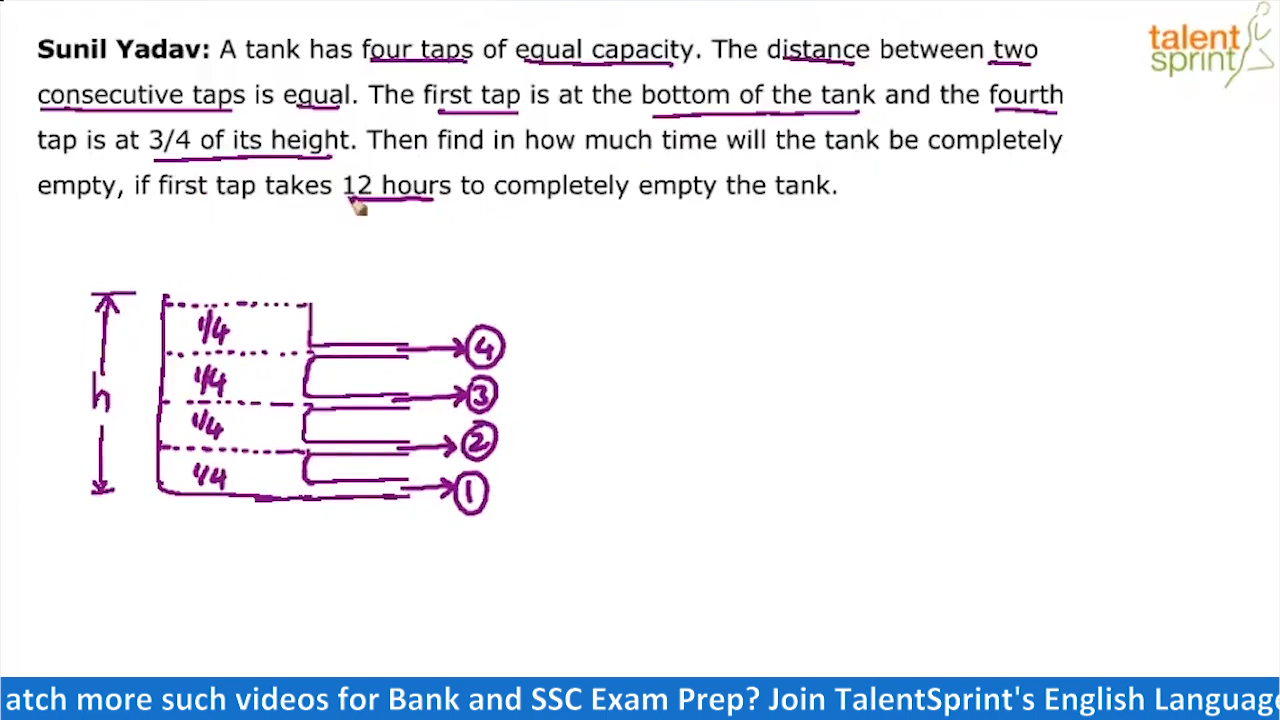 Sunil Yadav: A tank has four taps of equal capacity. The distance between two
consecutive taps is equal. The first tap is at the bottom of the tank and the fourth
tap is at 3/4 of its height. Then find in how much time will the tank be completely
empty, if first tap takes 12 hours to completely empty the tank.
talent
sprint
h
1/4
4
1/4
3
1/4
2
1/4
1
atch more such videos for Bank and SSC Exam Prep? Join TalentSprint's English Language